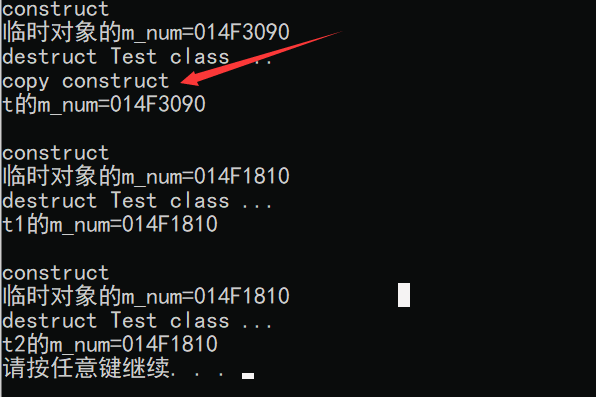 construct
临时对象的m_num=014F3090
destruct Test class ...
copy construct
t的m_num=014F3090
construct
临时对象的m_num=014F1810
destruct Test class ...
t1的m_num=014F1810
construct
临时对象的m_num=014F1810
destruct Test class ...
t2的m_num=014F1810
请按任意键继续. . .